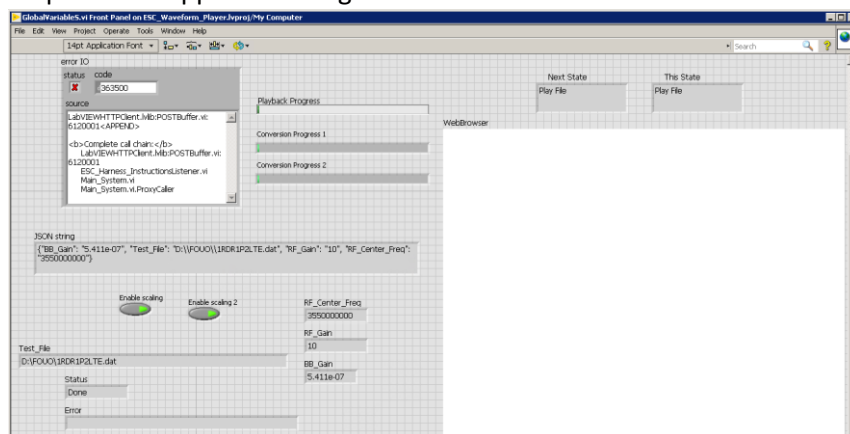 GlobalVariableS.vi Front Panel on ESC_Waveform_Player.lvproj/My Computer
File Edit View Project Operate Tools Window Help
14pt Application Font
Search
error IO
status code
363500
source
LabVIEWHTTPClient.lvlib:POSTBuffer.vi:
6120001<APPEND>
<b>Complete call chain:</b>
LabVIEWHTTPClient.lvlib:POSTBuffer.vi:
6120001
ESC_Harness_InstructionsListener.vi
Main_System.vi
Main_System.vi.ProxyCaller
Playback Progress
Conversion Progress 1
Conversion Progress 2
Next State
Play File
This State
Play File
WebBrowser
JSON string
{"BB_Gain": "5.411e-07", "Test_File": "D:\\FOUO\\1RDR1P2LTE.dat", "RF_Gain": "10", "RF_Center_Freq":
"3550000000"}
Enable scaling
Enable scaling 2
RF_Center_Freq
3550000000
RF_Gain
10
Test_File
D:\FOUO\1RDR1P2LTE.dat
BB_Gain
5.411e-07
Status
Done
Error